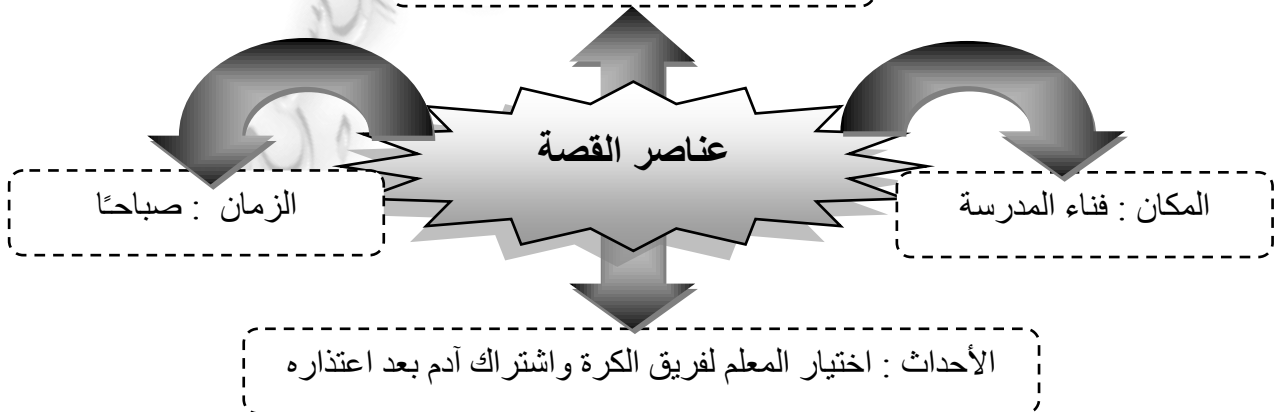 عناصر القصة
المكان : فناء المدرسة
الزمان : صباحًا
الأحداث : اختيار المعلم لفريق الكرة واشتراك آدم بعد اعتذاره